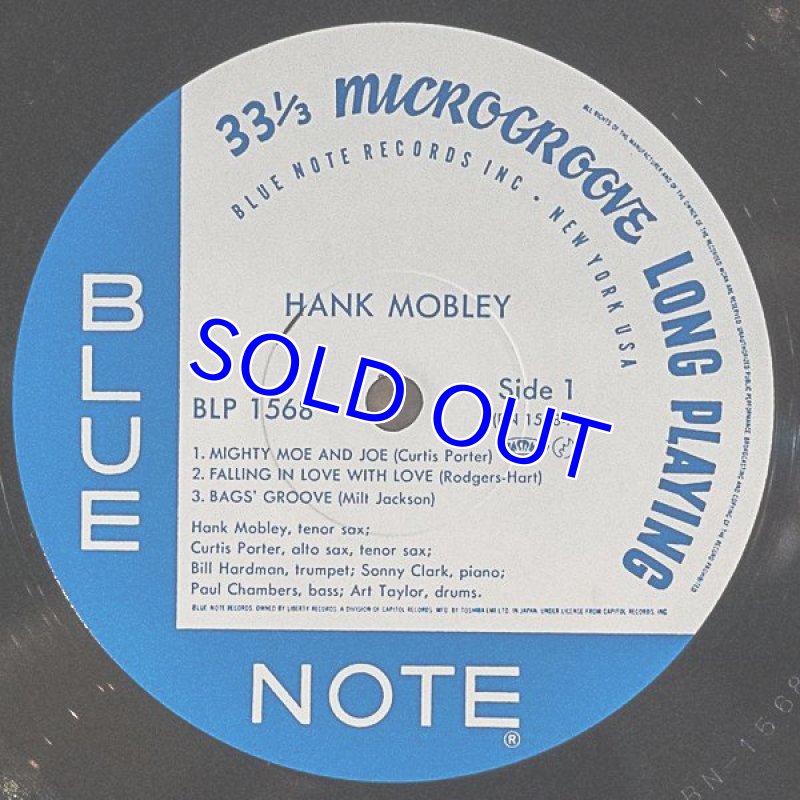 33⅓ MICROGROOVE LONG PLAYING
BLUE NOTE RECORDS INC • NEW YORK USA
HANK MOBLEY
SOLD OUT
Side 1
BLP 1568
1. MIGHTY MOE AND JOE (Curtis Porter)
2. FALLING IN LOVE WITH LOVE (Rodgers-Hart)
3. BAGS' GROOVE (Milt Jackson)
Hank Mobley, tenor sax;
Curtis Porter, alto sax, tenor sax;
Bill Hardman, trumpet; Sonny Clark, piano;
Paul Chambers, bass; Art Taylor, drums.
BLUE NOTE RECORDS, OWNED BY LIBERTY RECORDS, A DIVISION OF CAPITOL RECORDS MFD. BY TOSHIBA EMI LTD. IN JAPAN. UNDER LICENSE FROM CAPITOL RECORDS, INC
BLUE
NOTE
®
BN-1568